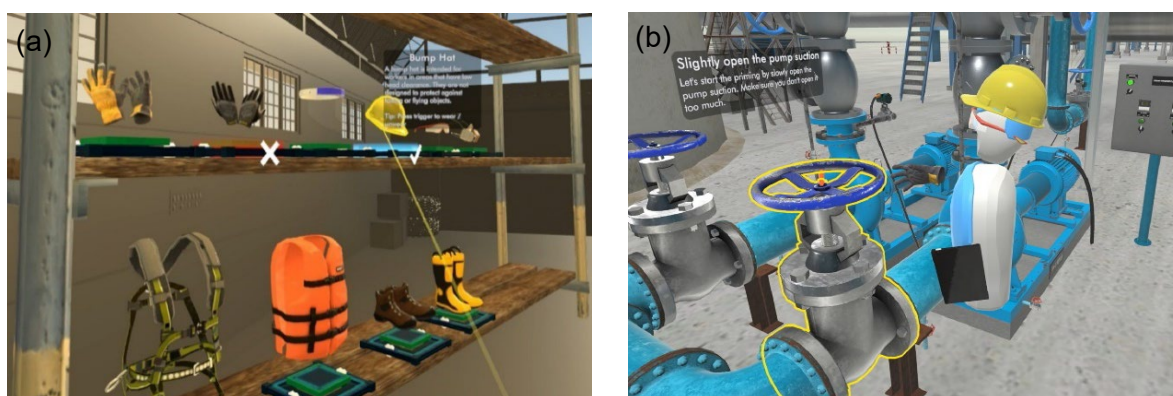 (a)
Bump Hat
A bump hat is intended for
workers in areas that have low
head clearance. They are not
designed to protect against
or flying objects.
Tip: Press trigger to wear /
(b)
Slightly open the pump suction
Let's start the priming by slowly open the
pump suction. Make sure you don't open it
too much.